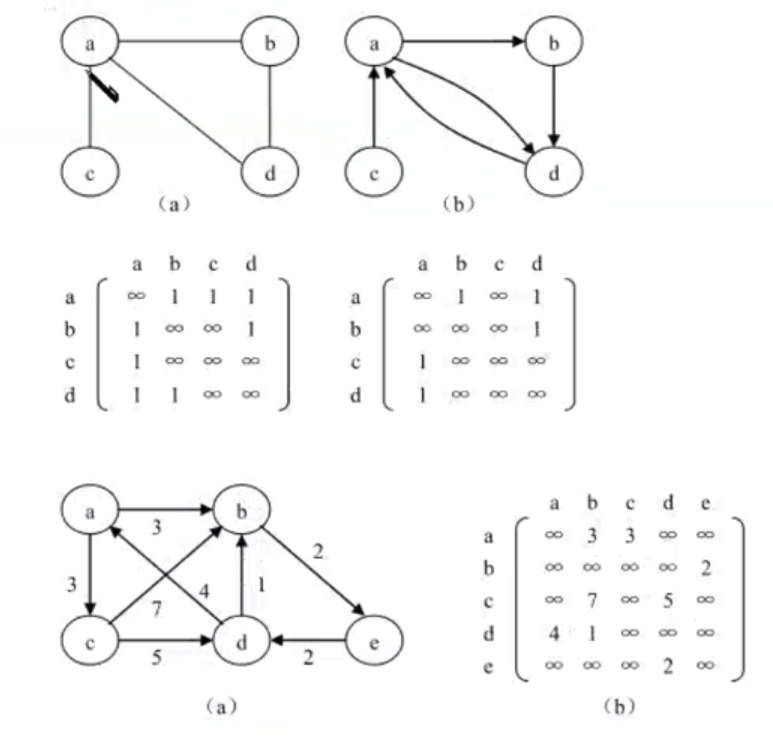 a b a b
c d c d
(a) (b)
a b c d a b c d
a ∞ 1 1 1 a ∞ 1 ∞ 1
b 1 ∞ ∞ 1 b ∞ ∞ ∞ 1
c 1 ∞ ∞ ∞ c 1 ∞ ∞ ∞
d 1 1 ∞ ∞ d 1 ∞ ∞ ∞
a 3 b
3 7 4 1 2
c 5 d 2 e
(a)
a b c d e
a ∞ 3 3 ∞ ∞
b ∞ ∞ ∞ ∞ 2
c ∞ 7 ∞ 5 ∞
d 4 1 ∞ ∞ ∞
e ∞ ∞ ∞ 2 ∞
(b)